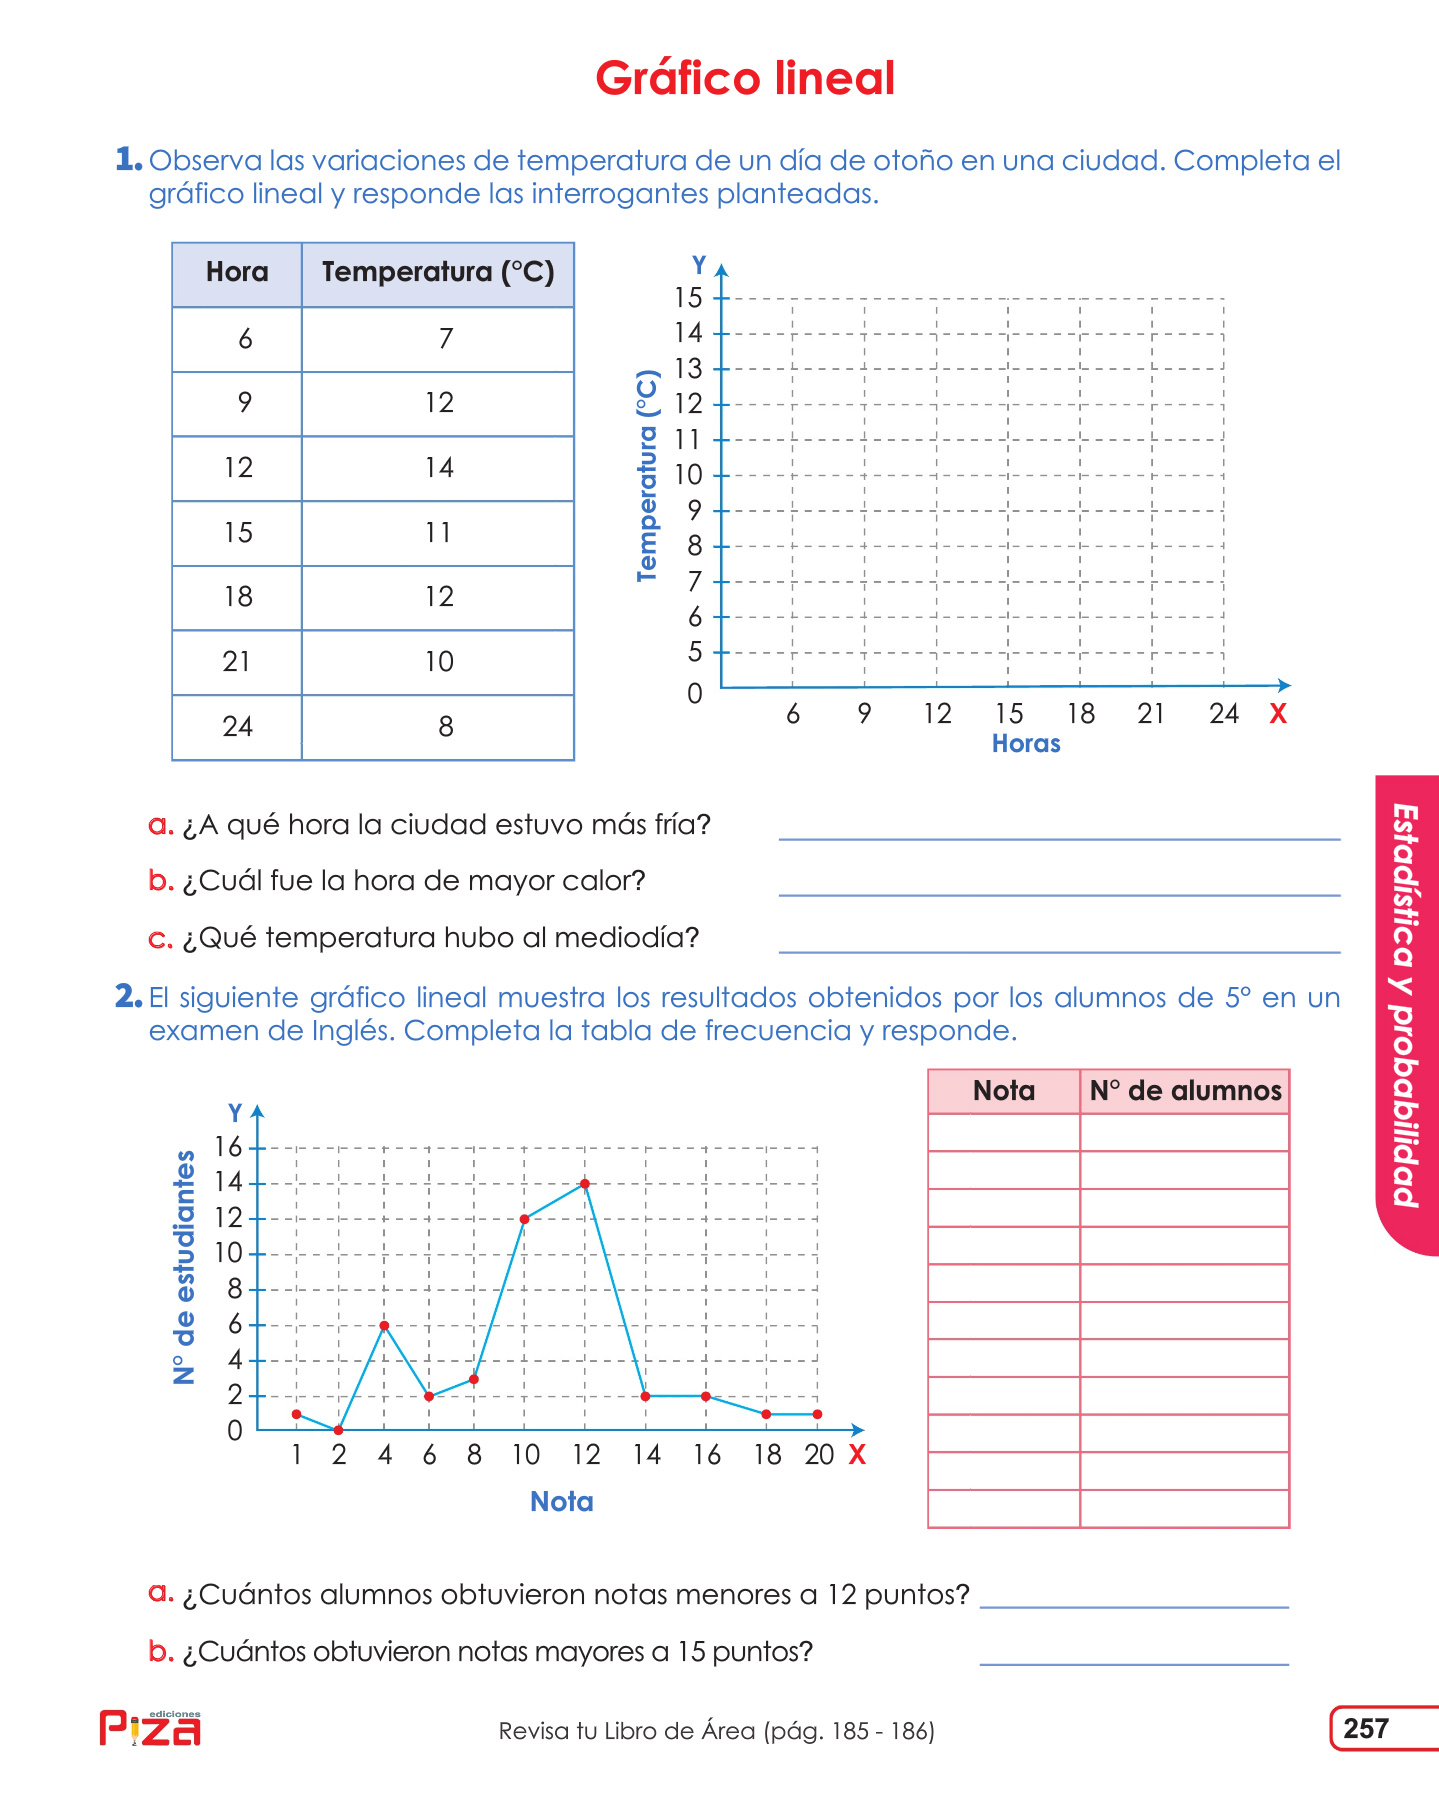 Gráfico lineal
1. Observa las variaciones de temperatura de un día de otoño en una ciudad. Completa el
gráfico lineal y responde las interrogantes planteadas.
Hora Temperatura (°C)
6 7
9 12
12 14
15 11
18 12
21 10
24 8
Y
15
14
13
12
11
10
9
8
7
6
5
0
Temperatura (°C)
6 9 12 15 18 21 24 X
Horas
a. ¿A qué hora la ciudad estuvo más fría?
b. ¿Cuál fue la hora de mayor calor?
c. ¿Qué temperatura hubo al mediodía?
Estadística y probabilidad
2. El siguiente gráfico lineal muestra los resultados obtenidos por los alumnos de 5° en un
examen de Inglés. Completa la tabla de frecuencia y responde.
Y
16
14
12
10
8
6
4
2
0
N° de estudiantes
1 2 4 6 8 10 12 14 16 18 20 X
Nota
Nota N° de alumnos
a. ¿Cuántos alumnos obtuvieron notas menores a 12 puntos?
b. ¿Cuántos obtuvieron notas mayores a 15 puntos?
ediciones
Piza
Revisa tu Libro de Área (pág. 185 - 186)
257